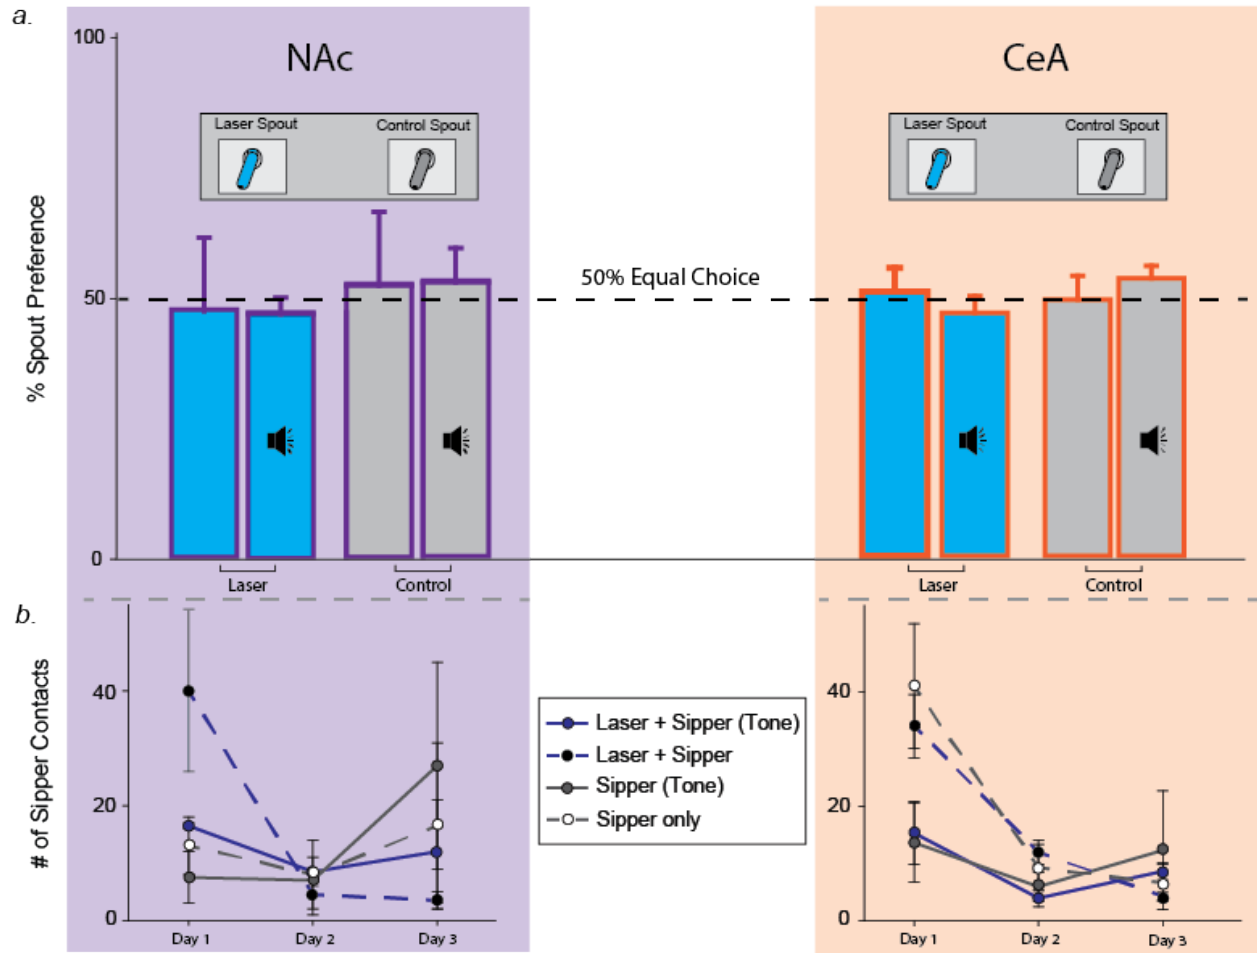 a.
NAc
CeA
100
Laser Spout Control Spout
Laser Spout Control Spout
% Spout Preference
50% Equal Choice
50
0
Laser Control
Laser Control
b.
# of Sipper Contacts
40
20
0
Day 1 Day 2 Day 3
Laser + Sipper (Tone)
Laser + Sipper
Sipper (Tone)
Sipper only
40
20
0
Day 1 Day 2 Day 3